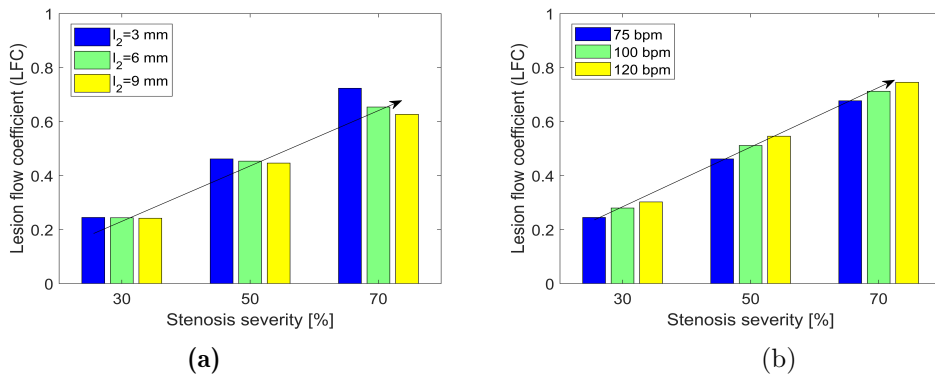 1
0.8
0.6
0.4
0.2
0
Lesion flow coefficient (LFC)
l₂=3 mm
l₂=6 mm
l₂=9 mm
30 50 70
Stenosis severity [%]
(a)
1
0.8
0.6
0.4
0.2
0
Lesion flow coefficient (LFC)
75 bpm
100 bpm
120 bpm
30 50 70
Stenosis severity [%]
(b)